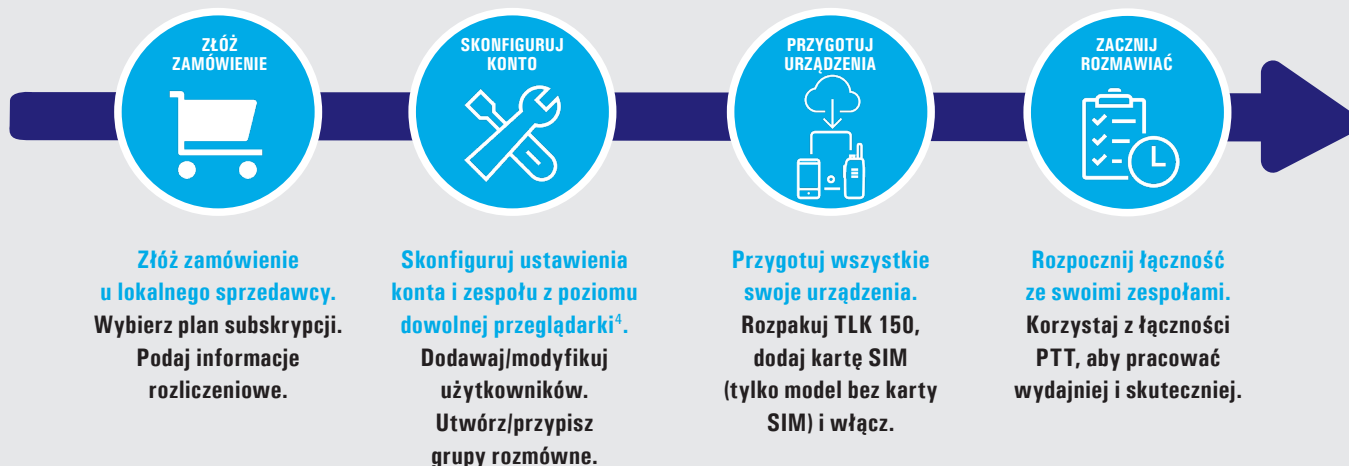 ZŁÓŻ
ZAMÓWIENIE
SKONFIGURUJ
KONTO
PRZYGOTUJ
URZĄDZENIA
ZACZNIJ
ROZMAWIAĆ
Złóż zamówienie
u lokalnego sprzedawcy.
Wybierz plan subskrypcji.
Podaj informacje
rozliczeniowe.
Skonfiguruj ustawienia
konta i zespołu z poziomu
dowolnej przeglądarki⁴.
Dodawaj/modyfikuj
użytkowników.
Utwórz/przypisz
grupy rozmówne.
Przygotuj wszystkie
swoje urządzenia.
Rozpakuj TLK 150,
dodaj kartę SIM
(tylko model bez karty
SIM) i włącz.
Rozpocznij łączność
ze swoimi zespołami.
Korzystaj z łączności
PTT, aby pracować
wydajniej i skuteczniej.